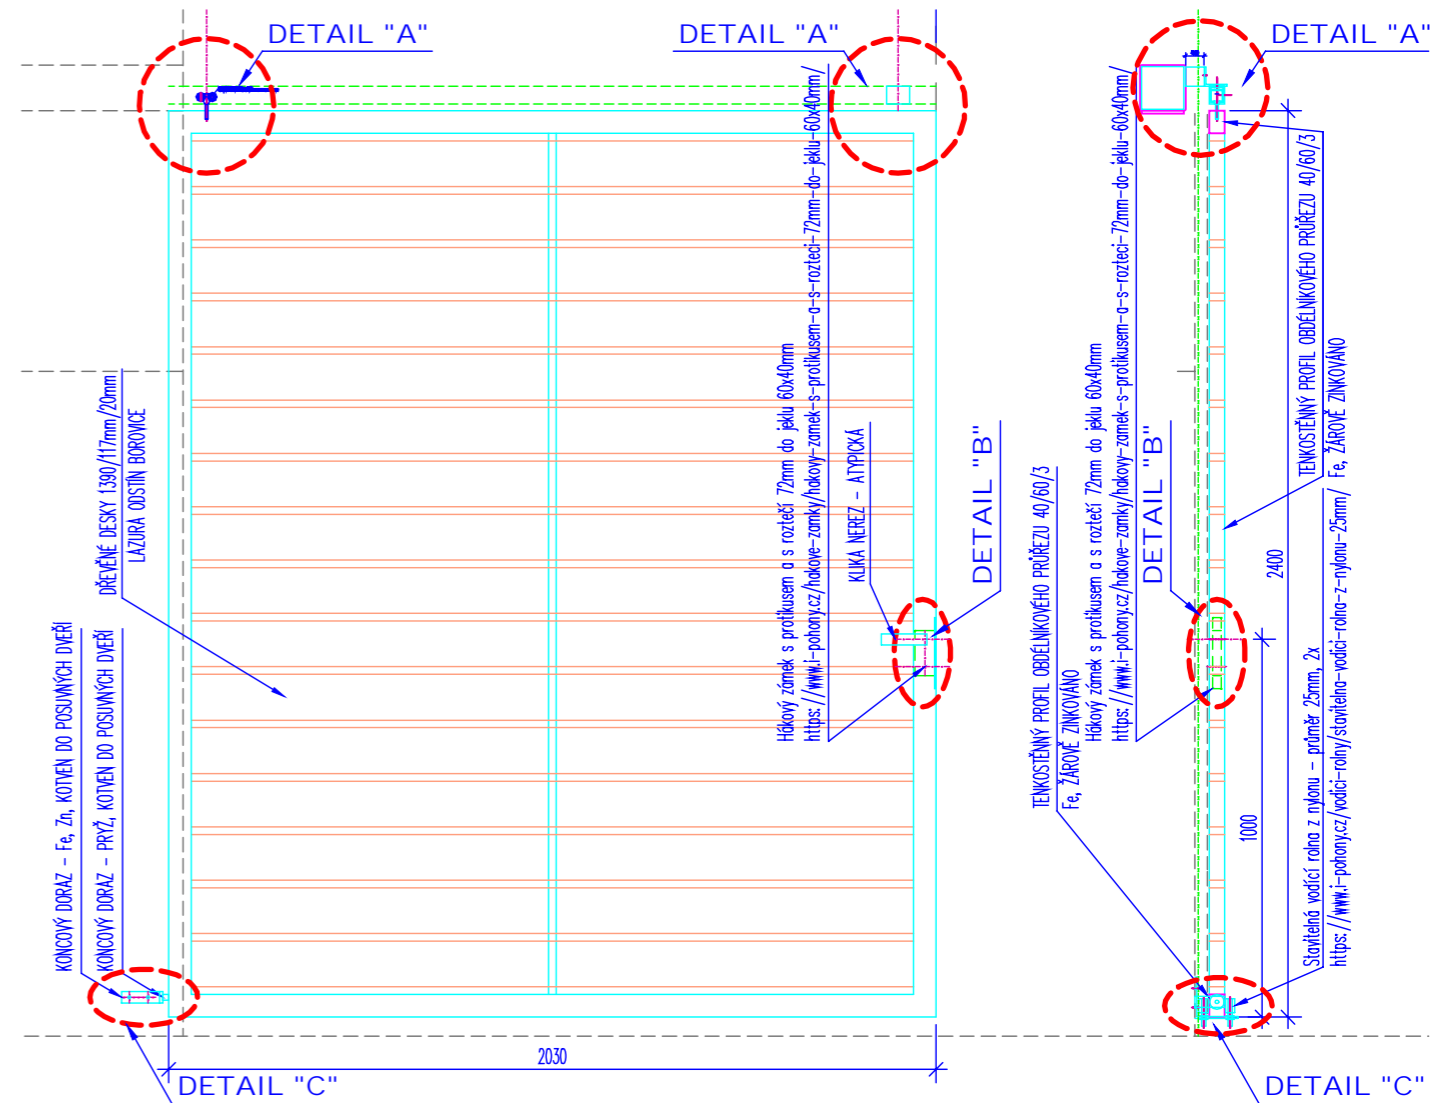 DETAIL "A"
DETAIL "A"
DETAIL "A"
DŘEVĚNÉ DESKY 1390/117mm/20mm
LAZURA ODSTÍN BOROVICE
KONCOVÝ DORAZ - Fe, Zn, KOTVEN DO POSUVNÝCH DVEŘÍ
KONCOVÝ DORAZ - PRYŽ, KOTVEN DO POSUVNÝCH DVEŘÍ
Hákový zámek s protikusem a s roztečí 72mm do jeklu 60x40mm
https://www.i-pohony.cz/hakove-zamky/hakovy-zamek-s-protikusem-a-s-rozteci-72mm-do-jeklu-60x40mm/
KLIKA NEREZ - ATYPICKÁ
DETAIL "B"
TENKOSTĚNNÝ PROFIL OBDÉLNÍKOVÉHO PRŮŘEZU 40/60/3
Fe, ŽÁROVĚ ZINKOVÁNO
Hákový zámek s protikusem a s roztečí 72mm do jeklu 60x40mm
https://www.i-pohony.cz/hakove-zamky/hakovy-zamek-s-protikusem-a-s-rozteci-72mm-do-jeklu-60x40mm/
DETAIL "B"
1000
2400
TENKOSTĚNNÝ PROFIL OBDÉLNÍKOVÉHO PRŮŘEZU 40/60/3
Fe, ŽÁROVĚ ZINKOVÁNO
Stavitelná vodící rolna z nylonu - průměr 25mm, 2x
https://www.i-pohony.cz/vodici-rolny/stavitelna-vodici-rolna-z-nylonu-25mm/
2030
DETAIL "C"
DETAIL "C"